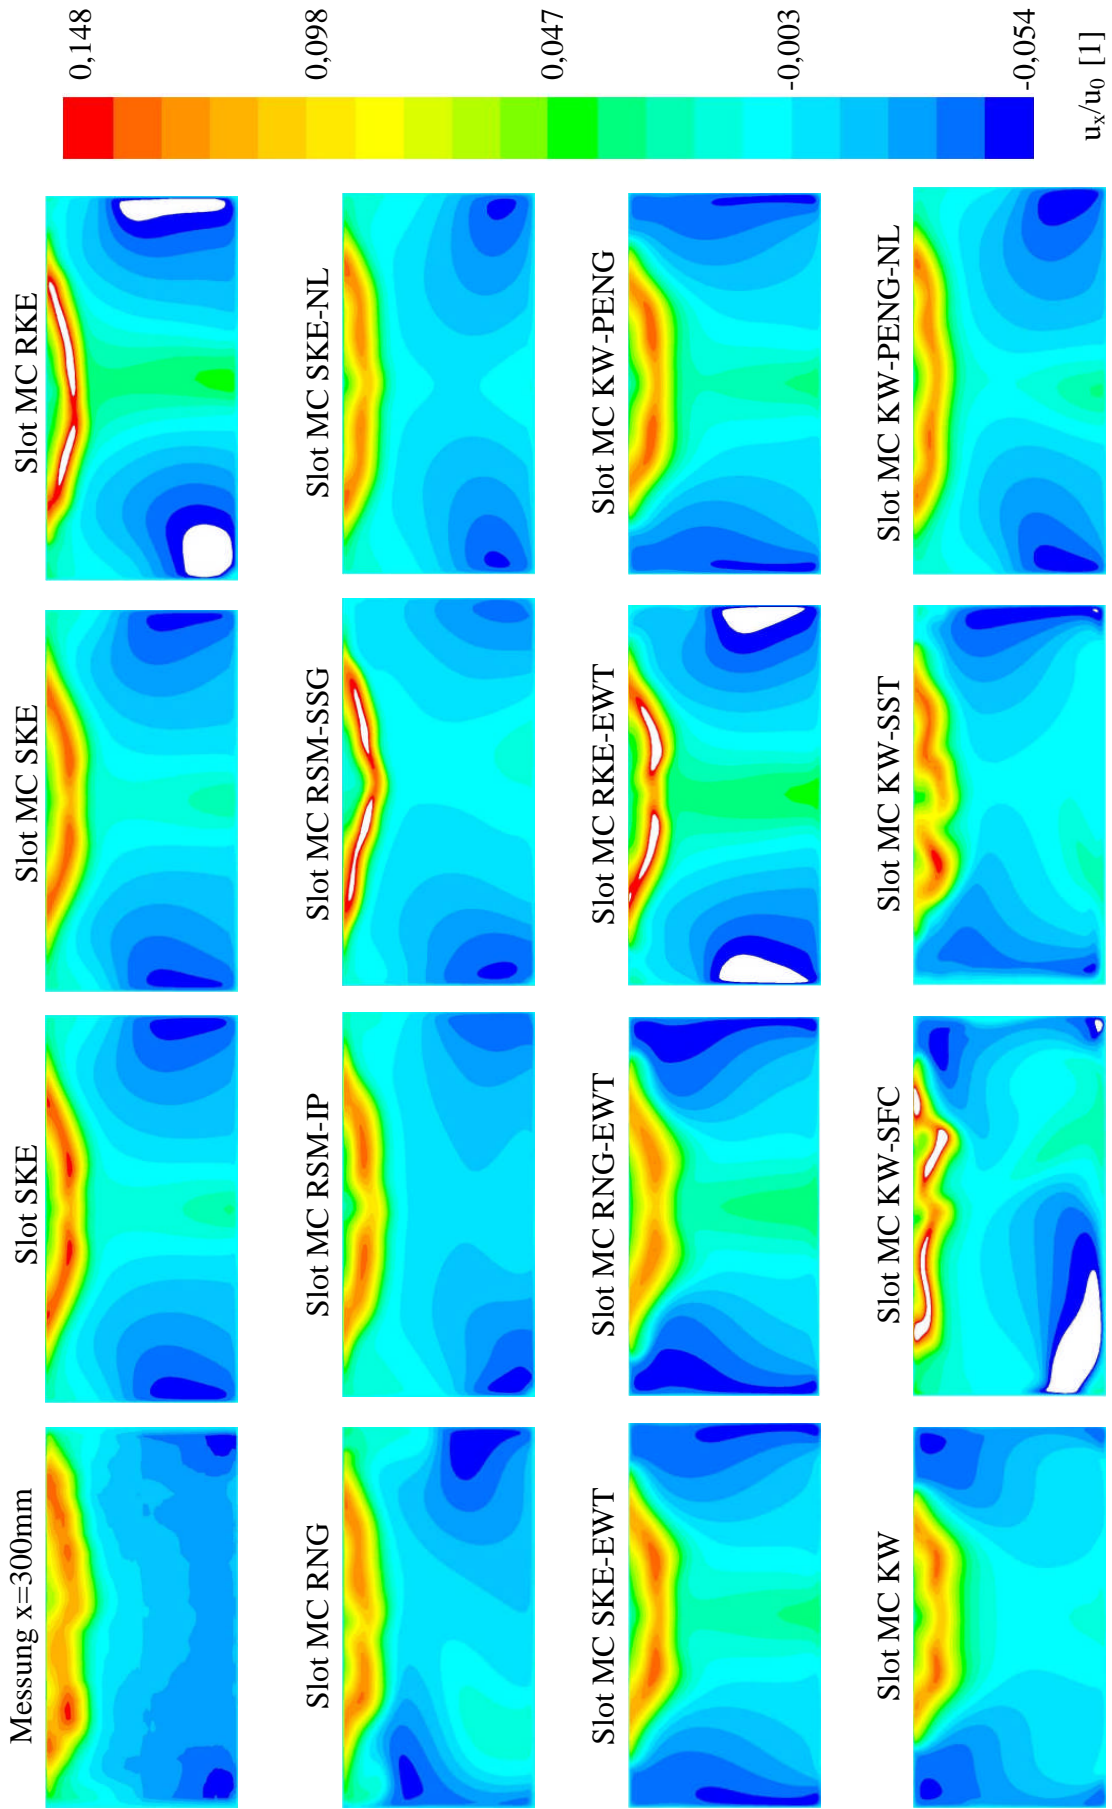 Messung x=300mm
Slot SKE
Slot MC SKE
Slot MC RKE
Slot MC RNG
Slot MC RSM-IP
Slot MC RSM-SSG
Slot MC SKE-NL
Slot MC SKE-EWT
Slot MC RNG-EWT
Slot MC RKE-EWT
Slot MC KW-PENG
Slot MC KW
Slot MC KW-SFC
Slot MC KW-SST
Slot MC KW-PENG-NL
0,148
0,098
0,047
-0,003
-0,054
uₓ/u₀ [1]